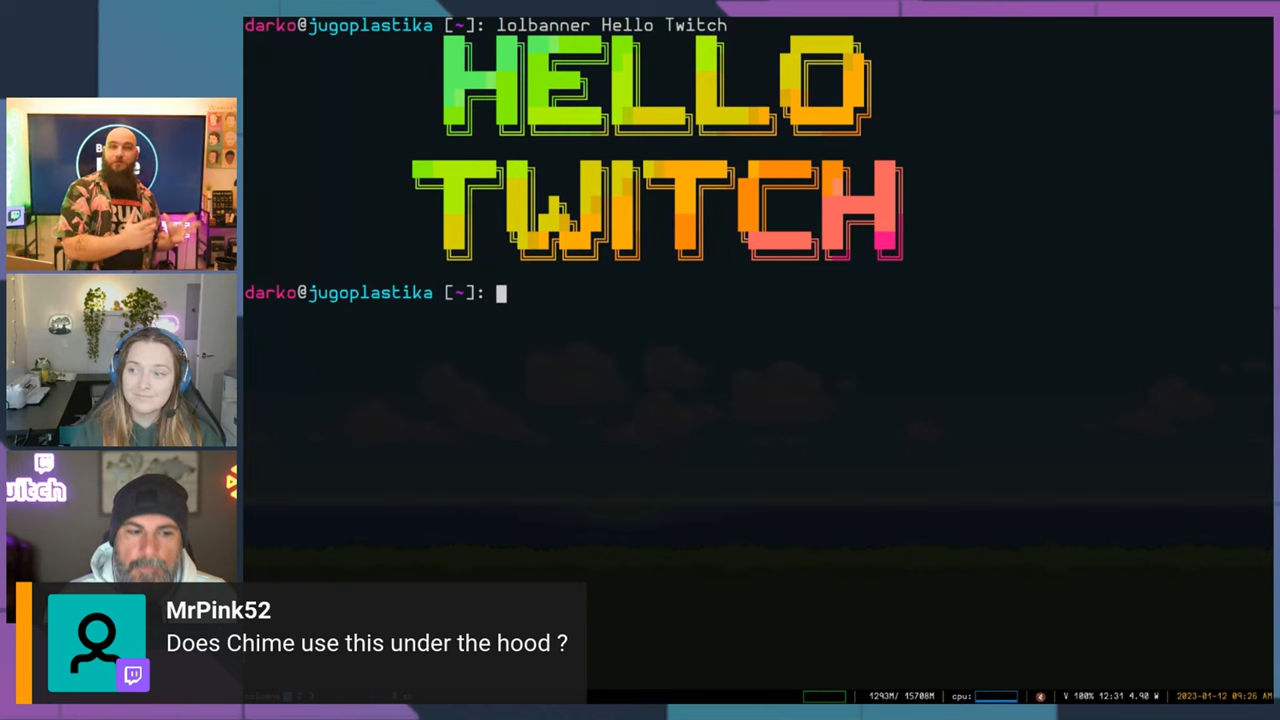 darko@jugoplastika [~]: lolbanner Hello Twitch
HELLO
TWITCH
darko@jugoplastika [~]:
MrPink52
Does Chime use this under the hood ?
1293M/ 15708M | cpu: | V 100% 12:31 4.90 W | 2023-01-12 09:26 AM